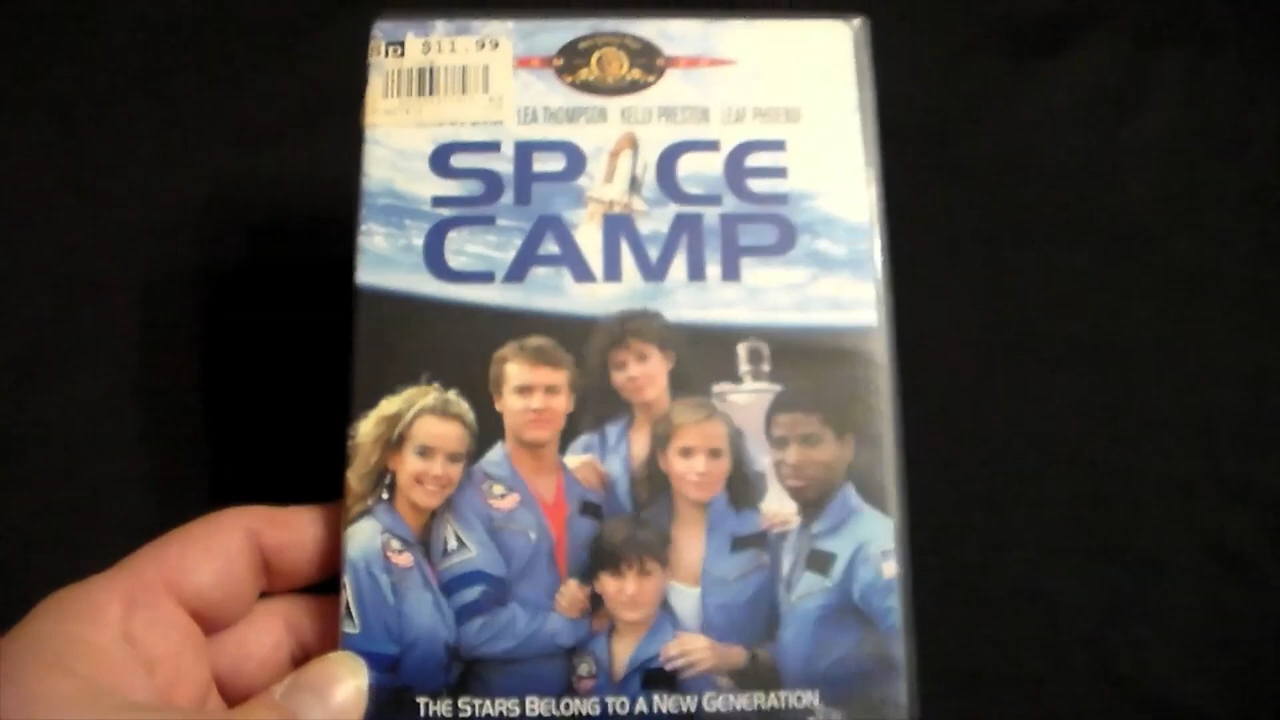 $11.99
LEA THOMPSON KELLY PRESTON LEAF PHOENIX
SPACE
CAMP
THE STARS BELONG TO A NEW GENERATION